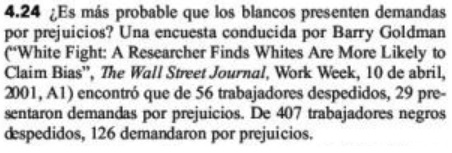 4.24 ¿Es más probable que los blancos presenten demandas
por prejuicios? Una encuesta conducida por Barry Goldman
(“White Fight: A Researcher Finds Whites Are More Likely to
Claim Bias”, The Wall Street Journal, Work Week, 10 de abril,
2001, A1) encontró que de 56 trabajadores despedidos, 29 pre-
sentaron demandas por prejuicios. De 407 trabajadores negros
despedidos, 126 demandaron por prejuicios.